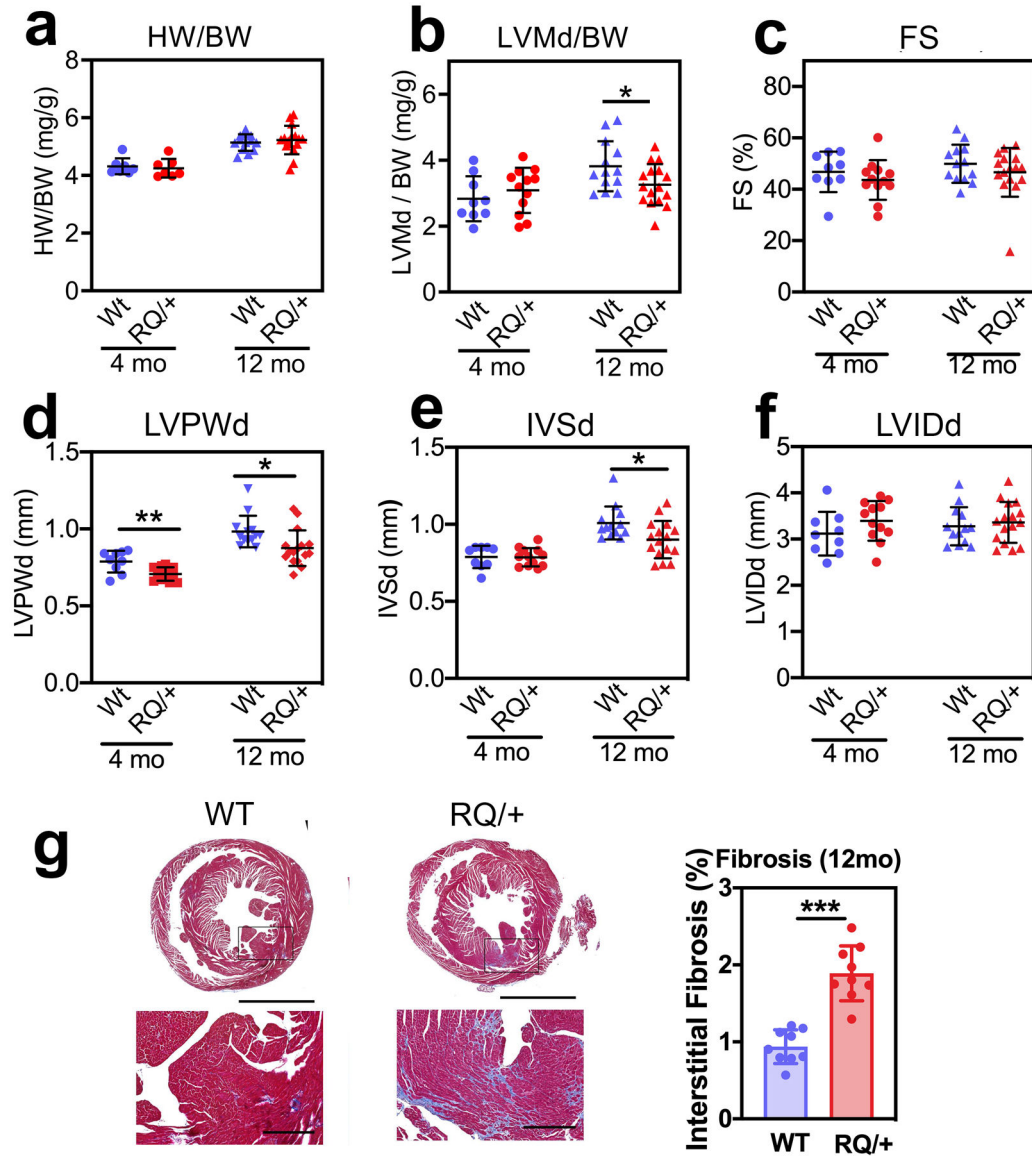 a
HW/BW
HW/BW (mg/g)
8
6
4
2
0
Wt
RQ/+
Wt
RQ/+
4 mo
12 mo
b
LVMd/BW
LVMd / BW (mg/g)
6
4
2
0
*
Wt
RQ/+
Wt
RQ/+
4 mo
12 mo
c
FS
FS (%)
80
60
40
20
0
Wt
RQ/+
Wt
RQ/+
4 mo
12 mo
d
LVPWd
LVPWd (mm)
1.5
1.0
0.5
0.0
**
*
Wt
RQ/+
Wt
RQ/+
4 mo
12 mo
e
IVSd
IVSd (mm)
1.5
1.0
0.5
0.0
*
Wt
RQ/+
Wt
RQ/+
4 mo
12 mo
f
LVIDd
LVIDd (mm)
5
4
3
2
1
0
Wt
RQ/+
Wt
RQ/+
4 mo
12 mo
g
WT
RQ/+
Fibrosis (12mo)
Interstitial Fibrosis (%)
3
2
1
0
***
WT
RQ/+